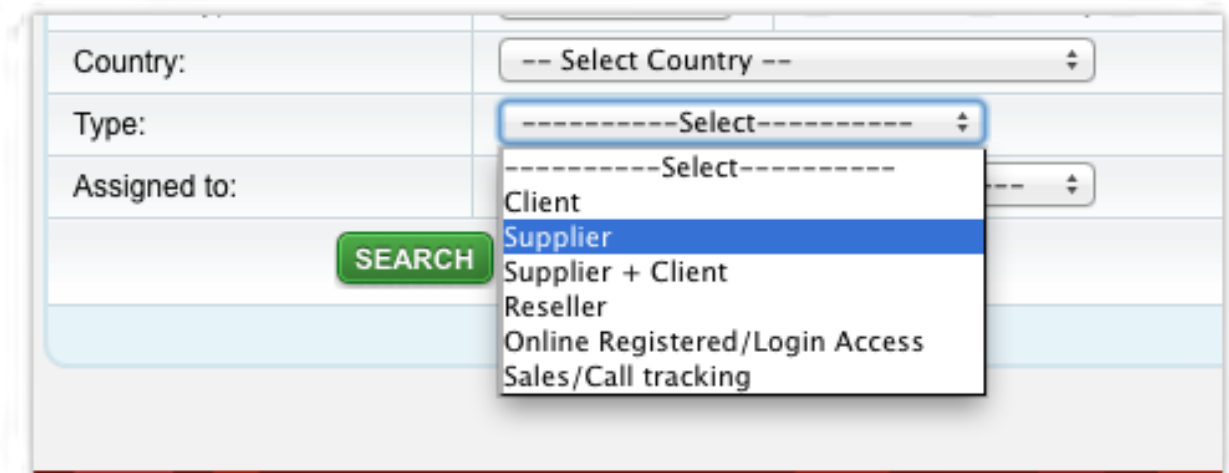 Country:
-- Select Country --
Type:
----------Select----------
----------Select----------
Client
Supplier
Supplier + Client
Reseller
Online Registered/Login Access
Sales/Call tracking
Assigned to:
---
SEARCH